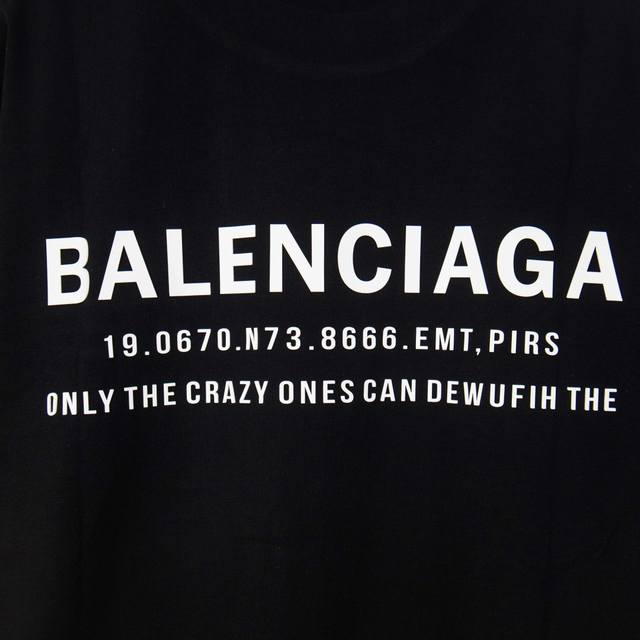 BALENCIAGA
19.0670.N73.8666.EMT,PIRS
ONLY THE CRAZY ONES CAN DEWUFIH THE